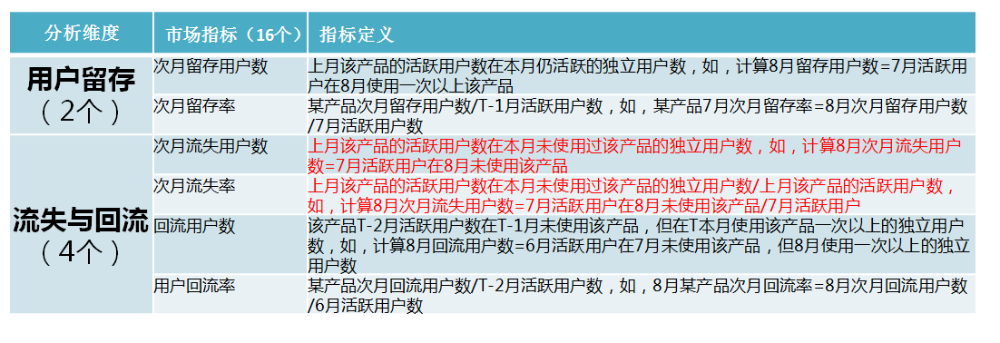 分析维度
市场指标（16个）
指标定义
用户留存
（2个）
次月留存用户数
上月该产品的活跃用户数在本月仍活跃的独立用户数，如，计算8月留存用户数=7月活跃用
户在8月使用一次以上该产品
次月留存率
某产品次月留存用户数/T-1月活跃用户数，如，某产品7月次月留存率=8月次月留存用户数
/7月活跃用户数
流失与回流
（4个）
次月流失用户数
上月该产品的活跃用户数在本月未使用过该产品的独立用户数，如，计算8月次月流失用户
数=7月活跃用户在8月未使用该产品
次月流失率
上月该产品的活跃用户数在本月未使用过该产品的独立用户数/上月该产品的活跃用户数，
如，计算8月次月流失用户数=7月活跃用户在8月未使用该产品/7月活跃用户
回流用户数
该产品T-2月活跃用户数在T-1月未使用该产品，但在T本月使用该产品一次以上的独立用户
数，如，计算8月回流用户数=6月活跃用户在7月未使用该产品，但8月使用一次以上的独立
用户数
用户回流率
某产品次月回流用户数/T-2月活跃用户数，如，8月某产品次月回流率=8月次月回流用户数
/6月活跃用户数